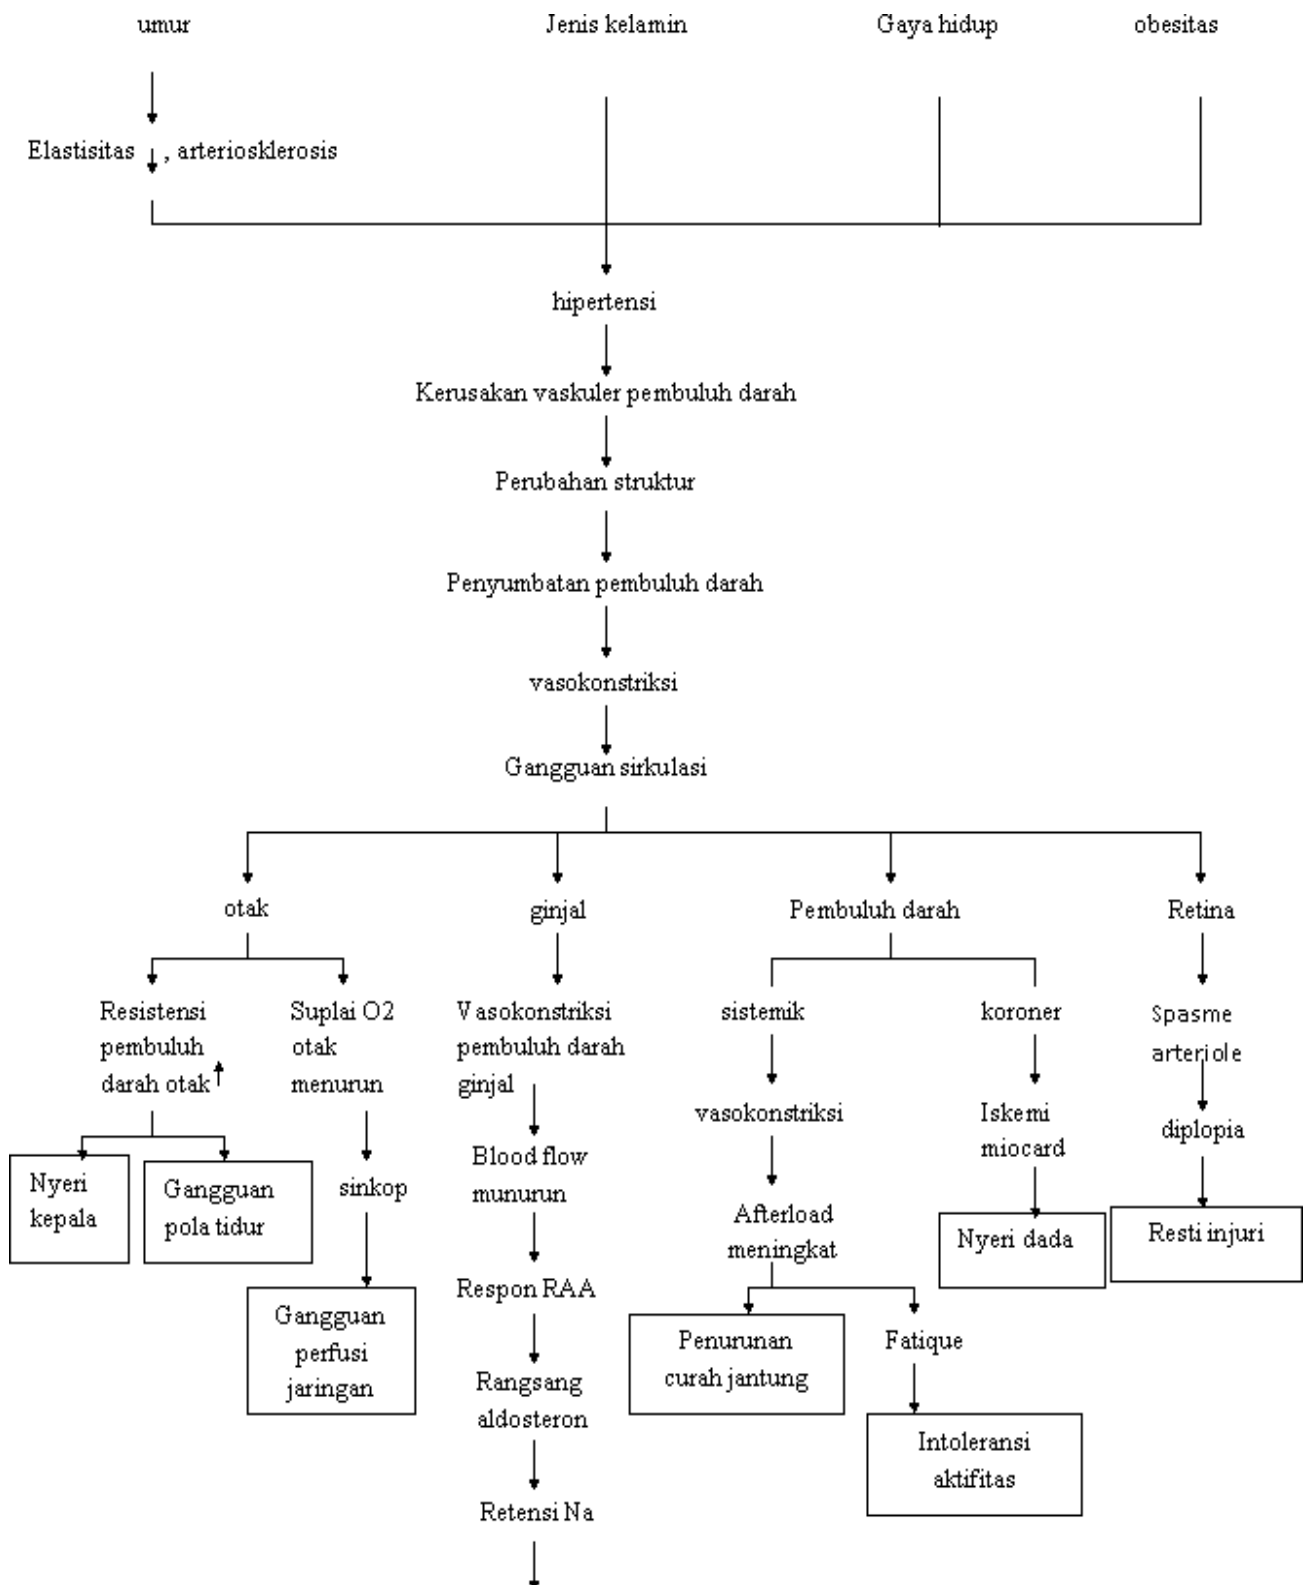 umur
Jenis kelamin
Gaya hidup
obesitas
Elastisitas ↓ , arteriosklerosis
hipertensi
Kerusakan vaskuler pembuluh darah
Perubahan struktur
Penyumbatan pembuluh darah
vasokonstriksi
Gangguan sirkulasi
otak
ginjal
Pembuluh darah
Retina
Resistensi
pembuluh
darah otak ↑
Suplai O2
otak
menurun
Vasokonstriksi
pembuluh darah
ginjal
sistemik
koroner
Spasme
arteriole
vasokonstriksi
Iskemi
miocard
diplopia
Nyeri
kepala
Gangguan
pola tidur
sinkop
Blood flow
munurun
Afterload
meningkat
Nyeri dada
Resti injuri
Respon RAA
Gangguan
perfusi
jaringan
Penurunan
curah jantung
Fatique
Rangsang
aldosteron
Intoleransi
aktifitas
Retensi Na